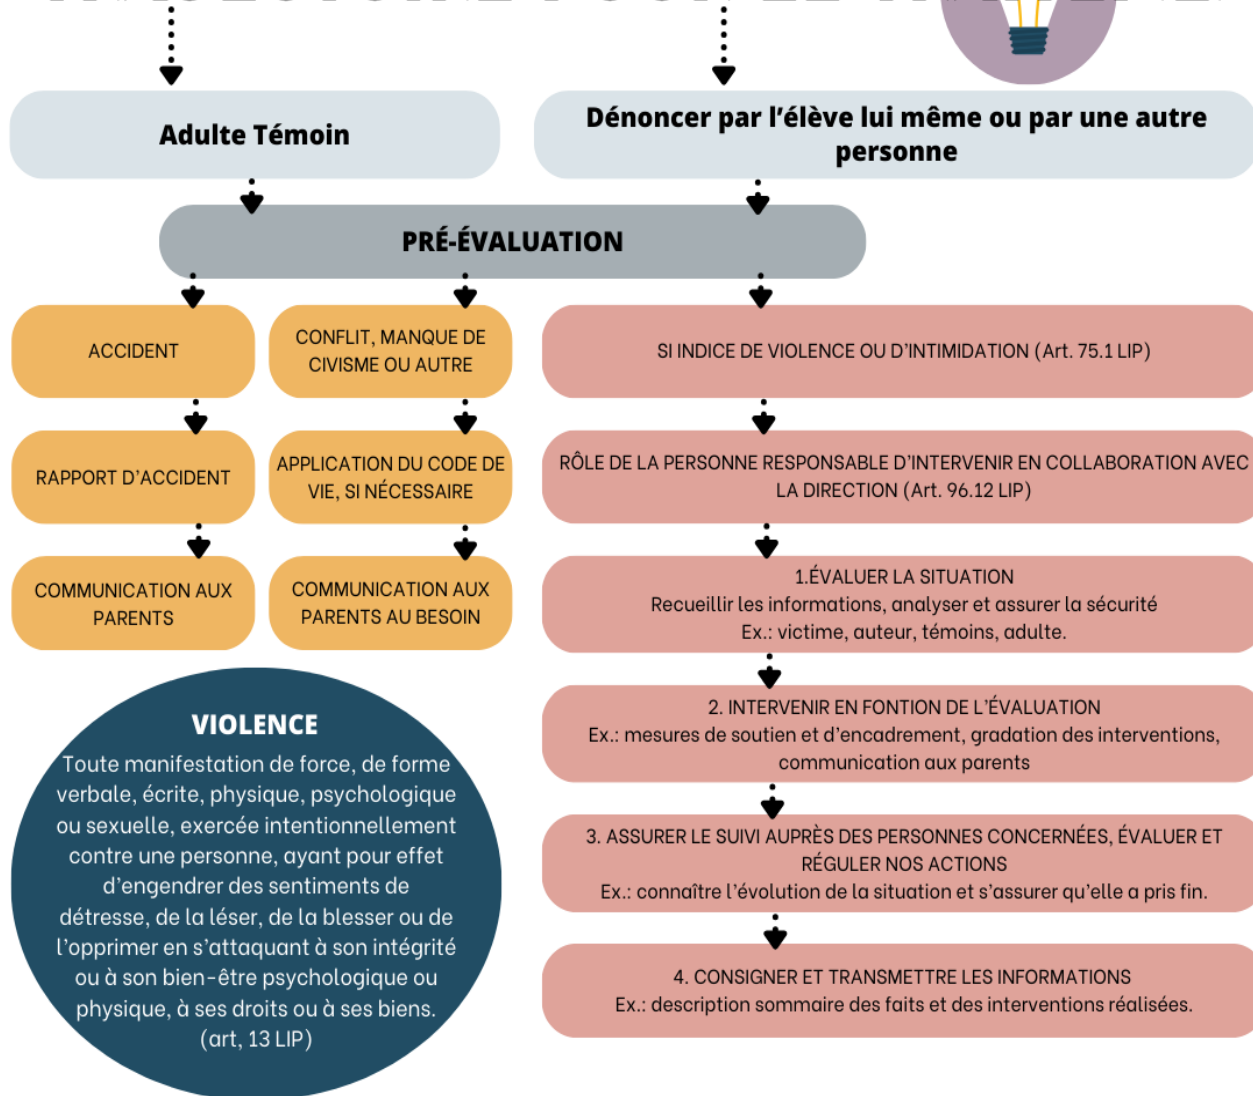 Adulte Témoin
Dénoncer par l'élève lui même ou par une autre
personne
PRÉ-ÉVALUATION
ACCIDENT
RAPPORT D'ACCIDENT
COMMUNICATION AUX
PARENTS
CONFLIT, MANQUE DE
CIVISME OU AUTRE
APPLICATION DU CODE DE
VIE, SI NÉCESSAIRE
COMMUNICATION AUX
PARENTS AU BESOIN
SI INDICE DE VIOLENCE OU D'INTIMIDATION (Art. 75.1 LIP)
RÔLE DE LA PERSONNE RESPONSABLE D'INTERVENIR EN COLLABORATION AVEC
LA DIRECTION (Art. 96.12 LIP)
1.ÉVALUER LA SITUATION
Recueillir les informations, analyser et assurer la sécurité
Ex.: victime, auteur, témoins, adulte.
2. INTERVENIR EN FONTION DE L'ÉVALUATION
Ex.: mesures de soutien et d'encadrement, gradation des interventions,
communication aux parents
3. ASSURER LE SUIVI AUPRÈS DES PERSONNES CONCERNÉES, ÉVALUER ET
RÉGULER NOS ACTIONS
Ex.: connaître l'évolution de la situation et s'assurer qu'elle a pris fin.
4. CONSIGNER ET TRANSMETTRE LES INFORMATIONS
Ex.: description sommaire des faits et des interventions réalisées.
VIOLENCE
Toute manifestation de force, de forme
verbale, écrite, physique, psychologique
ou sexuelle, exercée intentionnellement
contre une personne, ayant pour effet
d'engendrer des sentiments de
détresse, de la léser, de la blesser ou de
l'opprimer en s'attaquant à son intégrité
ou à son bien-être psychologique ou
physique, à ses droits ou à ses biens.
(art, 13 LIP)